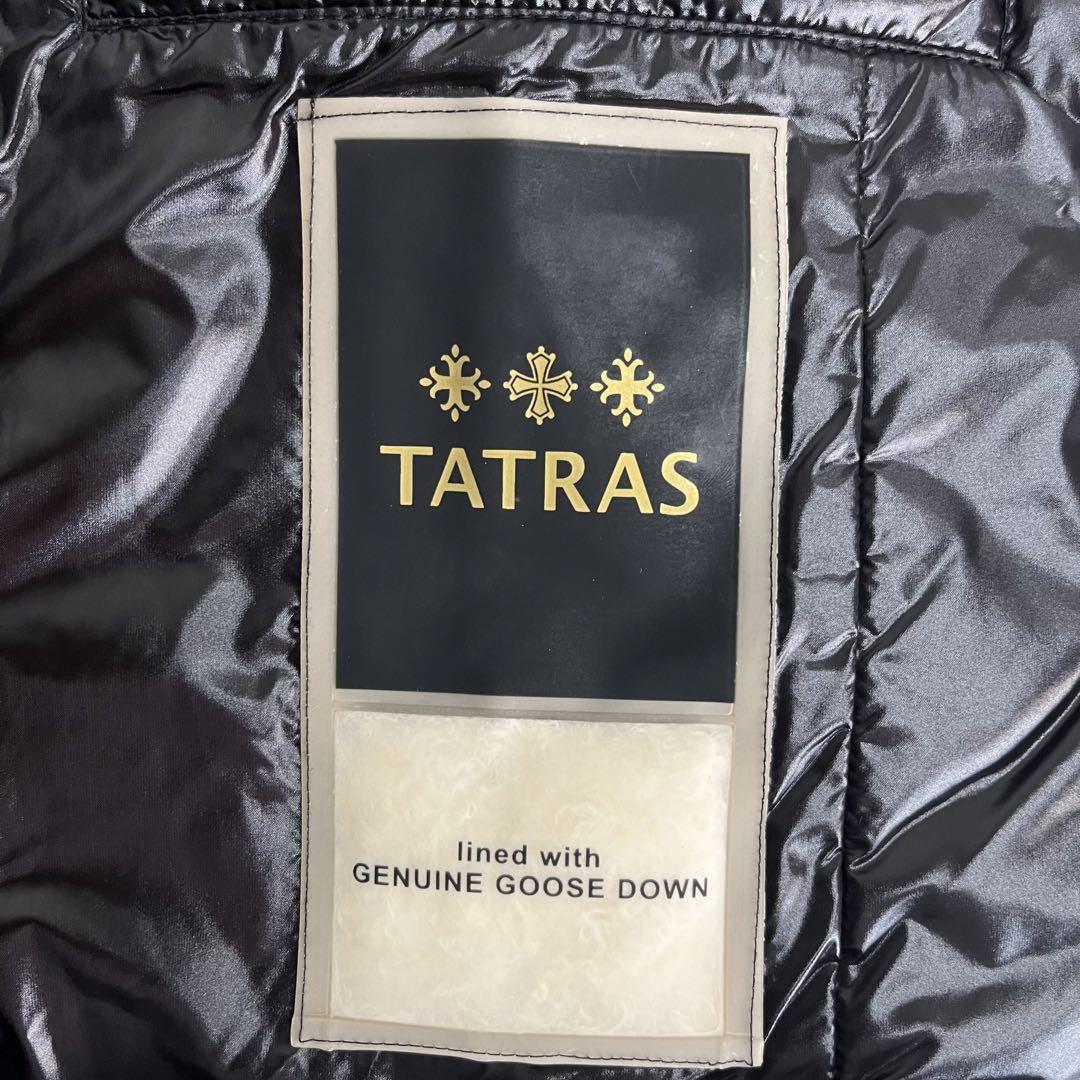 TATRAS
lined with
GENUINE GOOSE DOWN